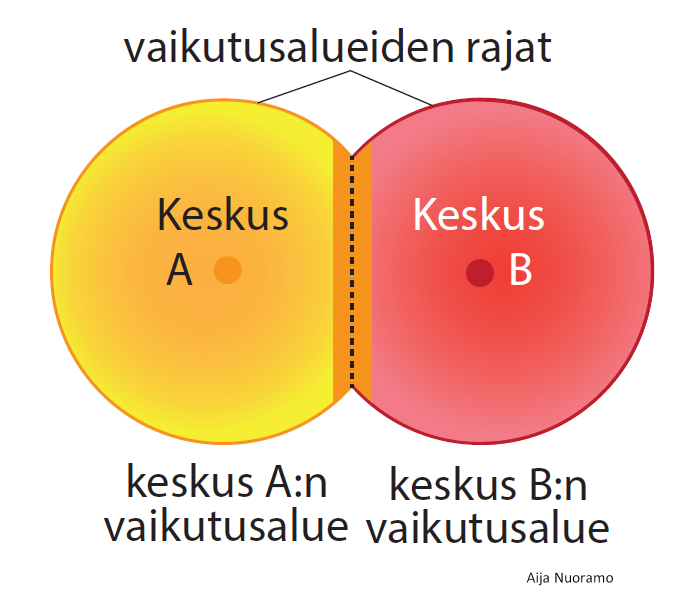 vaikutusalueiden rajat
Keskus
A
Keskus
B
keskus A:n
vaikutusalue
keskus B:n
vaikutusalue
Aija Nuoramo